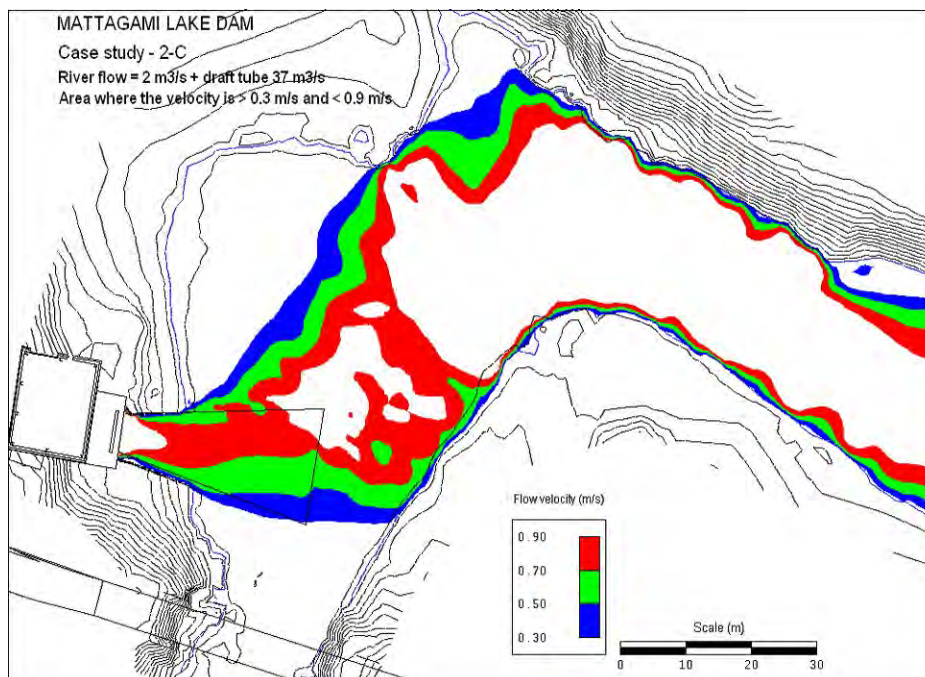 MATTAGAMI LAKE DAM
Case study - 2-C
River flow = 2 m3/s + draft tube 37 m3/s
Area where the velocity is > 0.3 m/s and < 0.9 m/s
Flow velocity (m/s)
0.90
0.70
0.50
0.30
Scale (m)
0 10 20 30